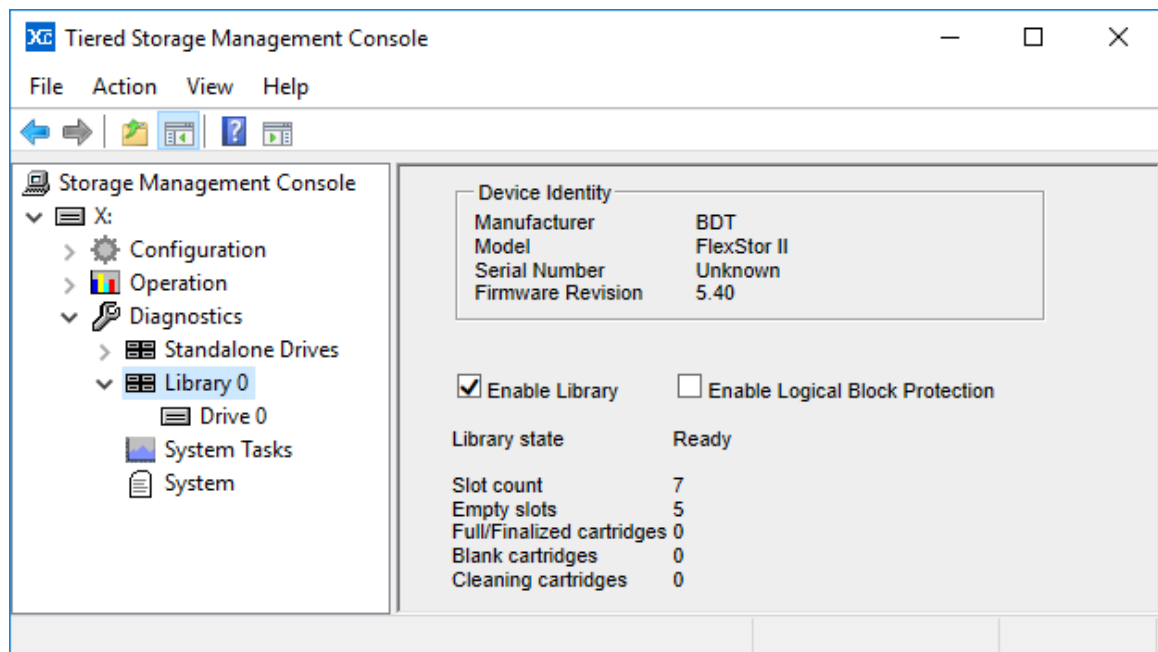 XE Tiered Storage Management Console
File Action View Help
Storage Management Console
X:
Configuration
Operation
Diagnostics
Standalone Drives
Library 0
Drive 0
System Tasks
System
Device Identity
Manufacturer BDT
Model FlexStor II
Serial Number Unknown
Firmware Revision 5.40
Enable Library Enable Logical Block Protection
Library state Ready
Slot count 7
Empty slots 5
Full/Finalized cartridges 0
Blank cartridges 0
Cleaning cartridges 0